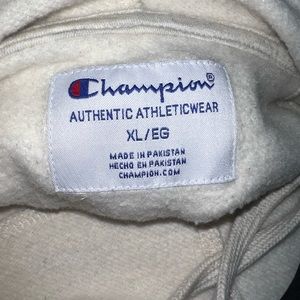 Champion®
AUTHENTIC ATHLETICWEAR
XL/EG
MADE IN PAKISTAN
HECHO EN PAKISTAN
CHAMPION.COM